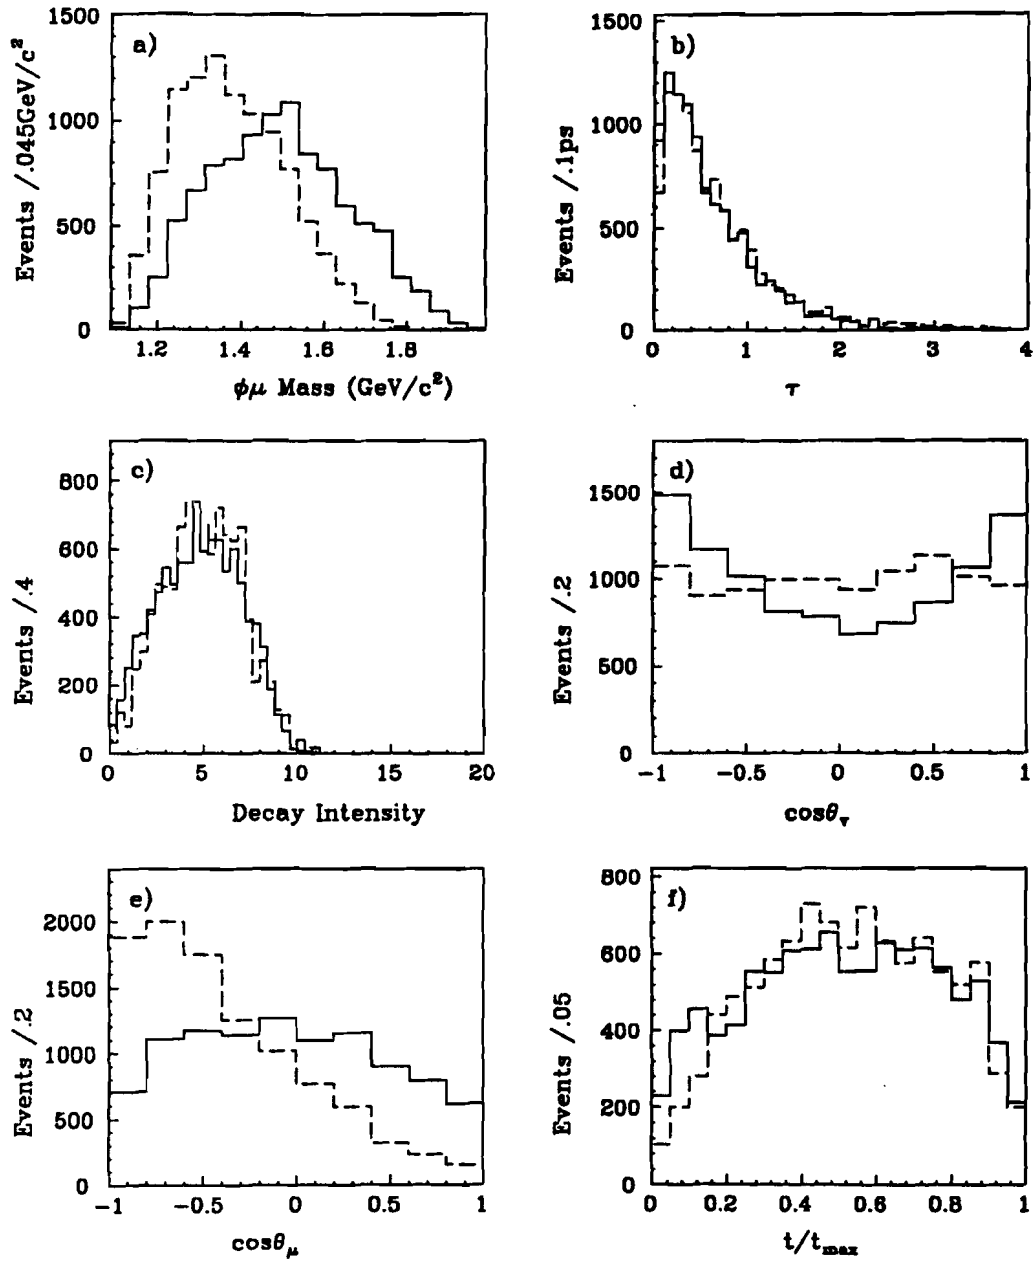 a)
Events /.045GeV/c²
1500
1000
500
0
1.2 1.4 1.6 1.8
ϕμ Mass (GeV/c²)
b)
Events /.1ps
1500
1000
500
0
0 1 2 3 4
τ
c)
Events /.4
800
600
400
200
0
0 5 10 15 20
Decay Intensity
d)
Events /.2
1500
1000
500
0
-1 -0.5 0 0.5 1
cosθᵥ
e)
Events /.2
2000
1500
1000
500
0
-1 -0.5 0 0.5 1
cosθμ
f)
Events /.05
800
600
400
200
0
0 0.2 0.4 0.6 0.8 1
t/tmax